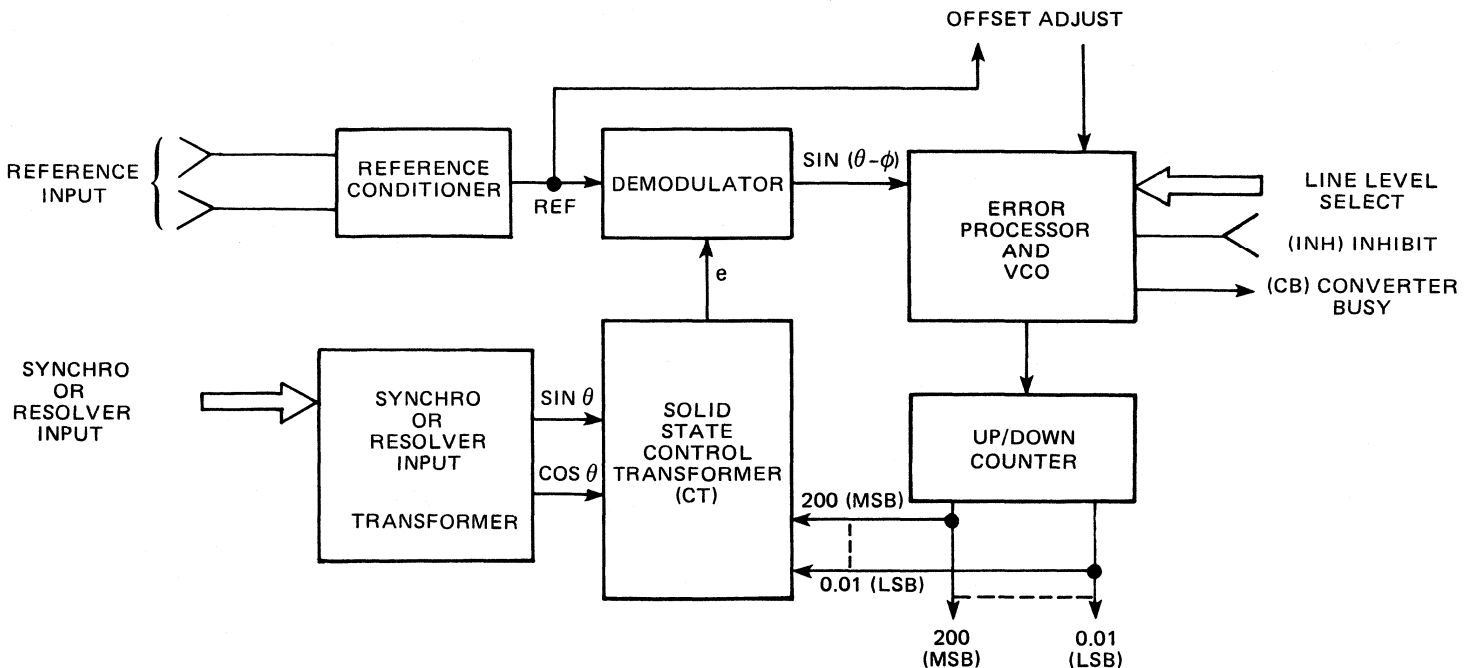 OFFSET ADJUST
REFERENCE
INPUT
REFERENCE
CONDITIONER
REF
DEMODULATOR
SIN (θ-ϕ)
ERROR
PROCESSOR
AND
VCO
LINE LEVEL
SELECT
(INH) INHIBIT
(CB) CONVERTER
BUSY
e
SYNCHRO
OR
RESOLVER
INPUT
SYNCHRO
OR
RESOLVER
INPUT
TRANSFORMER
SIN θ
COS θ
SOLID
STATE
CONTROL
TRANSFORMER
(CT)
UP/DOWN
COUNTER
200 (MSB)
0.01 (LSB)
200
(MSB)
0.01
(LSB)